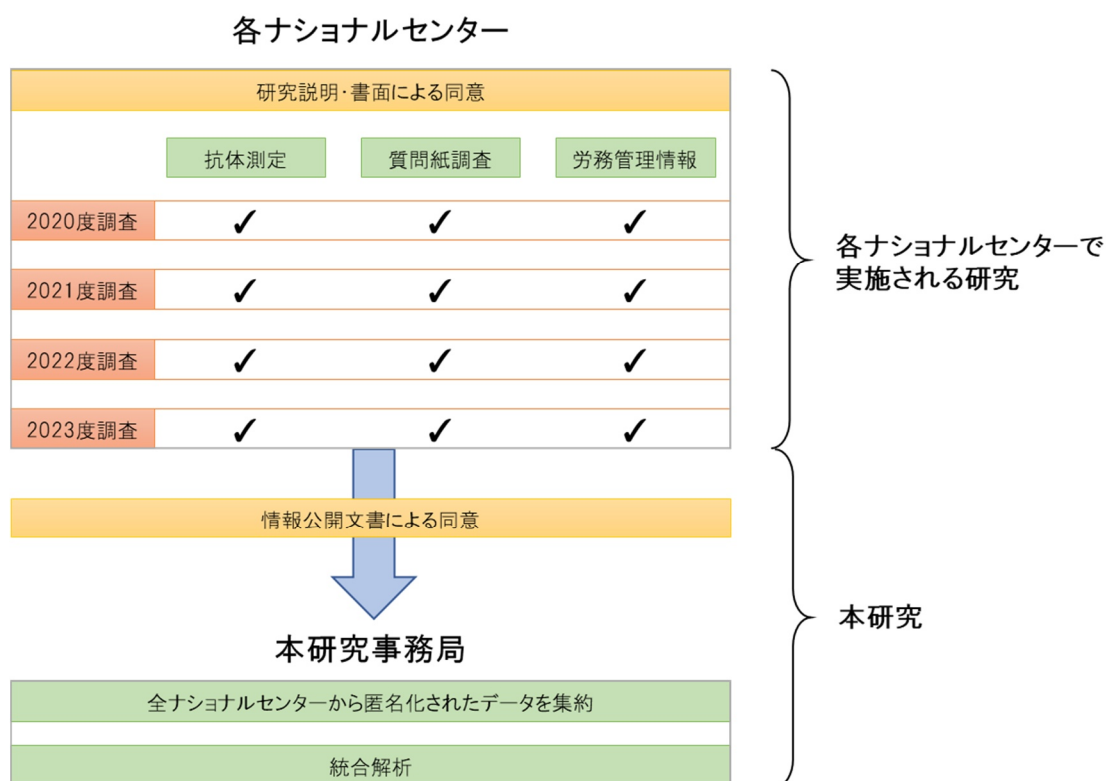 各ナショナルセンター
研究説明・書面による同意
抗体測定 質問紙調査 労務管理情報
2020度調査 ✓ ✓ ✓
2021度調査 ✓ ✓ ✓
2022度調査 ✓ ✓ ✓
2023度調査 ✓ ✓ ✓
各ナショナルセンターで
実施される研究
情報公開文書による同意
本研究事務局
全ナショナルセンターから匿名化されたデータを集約
統合解析
本研究